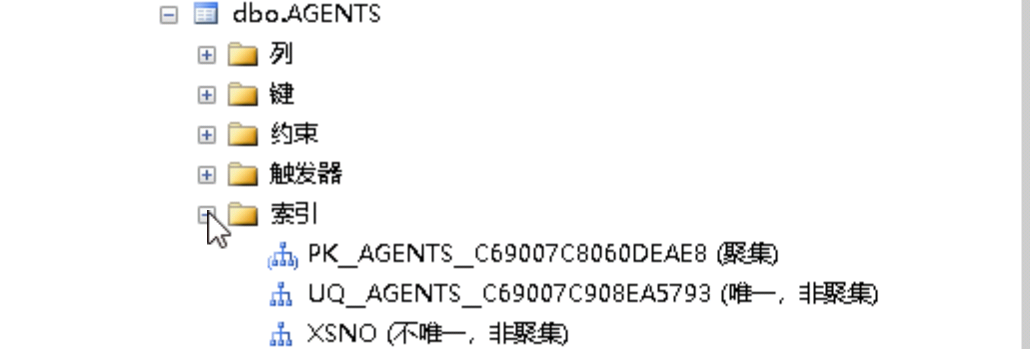 dbo.AGENTS
列
键
约束
触发器
索引
PK__AGENTS__C69007C8060DEAE8 (聚集)
UQ__AGENTS__C69007C908EA5793 (唯一, 非聚集)
XSNO (不唯一, 非聚集)